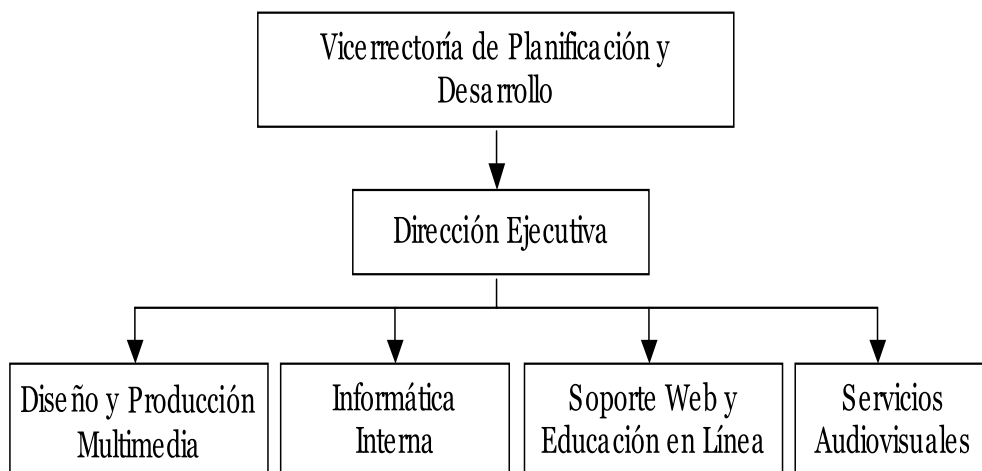 Vicerrectoría de Planificación y
Desarrollo
Dirección Ejecutiva
Diseño y Producción
Multimedia
Informática
Interna
Soporte Web y
Educación en Línea
Servicios
Audiovisuales